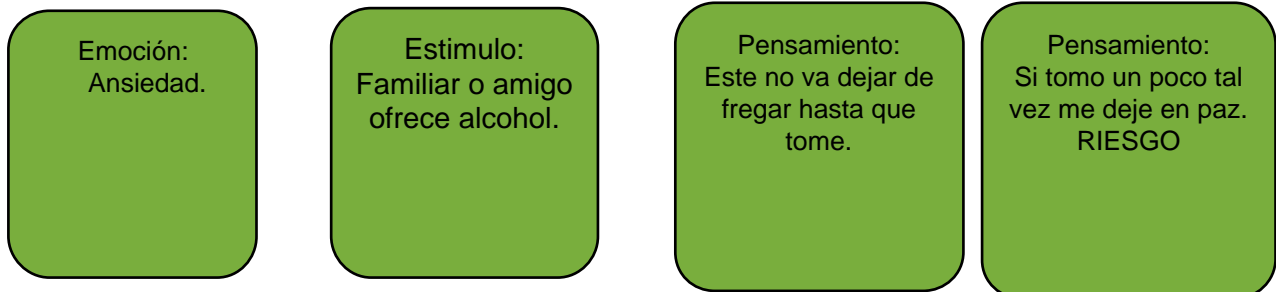 Emoción:
Ansiedad.
Estimulo:
Familiar o amigo
ofrece alcohol.
Pensamiento:
Este no va dejar de
fregar hasta que
tome.
Pensamiento:
Si tomo un poco tal
vez me deje en paz.
RIESGO